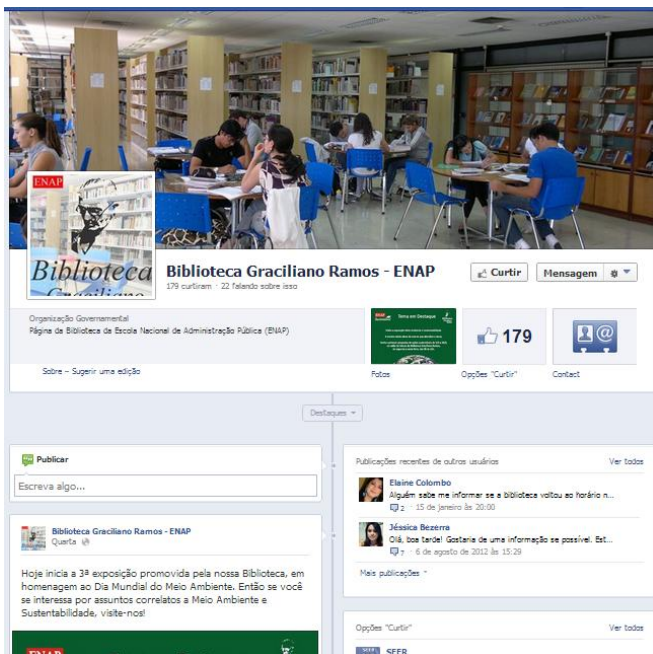 ENAP
Biblioteca
Graciliano
Biblioteca Graciliano Ramos - ENAP
179 curtiram · 22 falando sobre isso
Curtir
Mensagem
Organização Governamental
Página da Biblioteca da Escola Nacional de Administração Pública (ENAP)
Sobre – Sugerir uma edição
Tema em Destaque
179
Fotos
Opções "Curtir"
Contact
Destaques
Publicar
Escreva algo...
Biblioteca Graciliano Ramos - ENAP
Quarta
Hoje inicia a 3ª exposição promovida pela nossa Biblioteca, em
homenagem ao Dia Mundial do Meio Ambiente. Então se você
se interessa por assuntos correlatos a Meio Ambiente e
Sustentabilidade, visite-nos!
ENAP
Publicações recentes de outros usuários
Ver todos
Elaine Colombo
Alguém sabe me informar se a biblioteca voltou ao horário n...
2 · 15 de janeiro às 20:00
Jéssica Bezerra
Olá, boa tarde! Gostaria de uma informação se possível. Est...
7 · 6 de agosto de 2012 às 15:29
Mais publicações
Opções "Curtir"
Ver todas
SEER